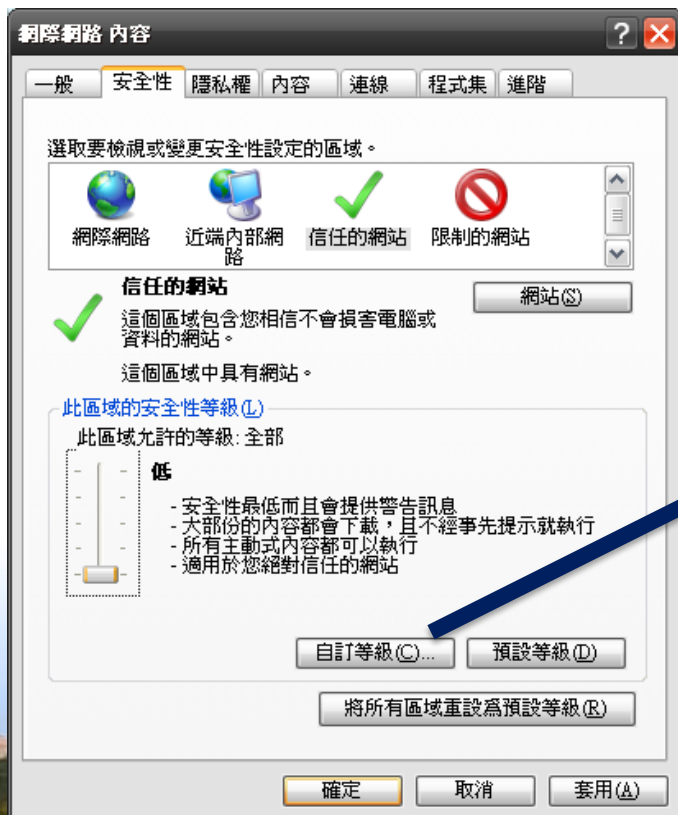 網際網路 內容
一般 安全性 隱私權 內容 連線 程式集 進階
選取要檢視或變更安全性設定的區域。
網際網路 近端內部網路 信任的網站 限制的網站
信任的網站
網站(S)
這個區域包含您相信不會損害電腦或
資料的網站。
這個區域中具有網站。
此區域的安全性等級(L)
此區域允許的等級: 全部
低
- 安全性最低而且會提供警告訊息
- 大部份的內容都會下載，且不經事先提示就執行
- 所有主動式內容都可以執行
- 適用於您絕對信任的網站
自訂等級(C)... 預設等級(D)
將所有區域重設為預設等級(R)
確定 取消 套用(A)